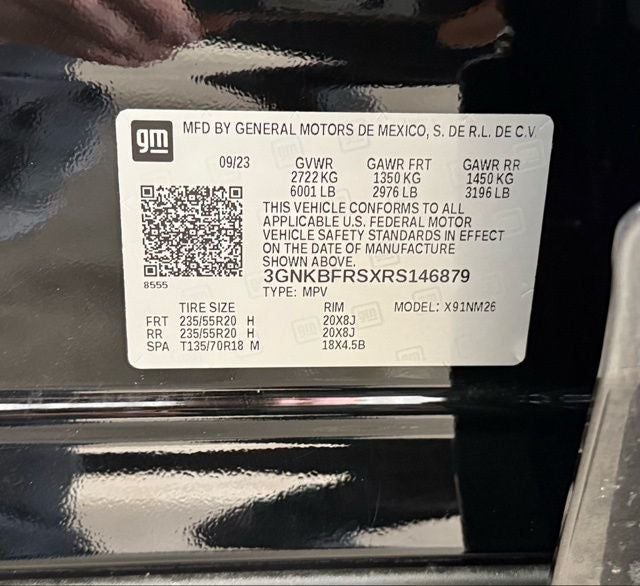 gm MFD BY GENERAL MOTORS DE MEXICO, S. DE R.L. DE C.V.
09/23 GVWR GAWR FRT GAWR RR
2722 KG 1350 KG 1450 KG
6001 LB 2976 LB 3196 LB
THIS VEHICLE CONFORMS TO ALL
APPLICABLE U.S. FEDERAL MOTOR
VEHICLE SAFETY STANDARDS IN EFFECT
ON THE DATE OF MANUFACTURE
SHOWN ABOVE.
8555 3GNKBFRSXRS146879
TYPE: MPV
TIRE SIZE RIM MODEL: X91NM26
FRT 235/55R20 H 20X8J
RR 235/55R20 H 20X8J
SPA T135/70R18 M 18X4.5B